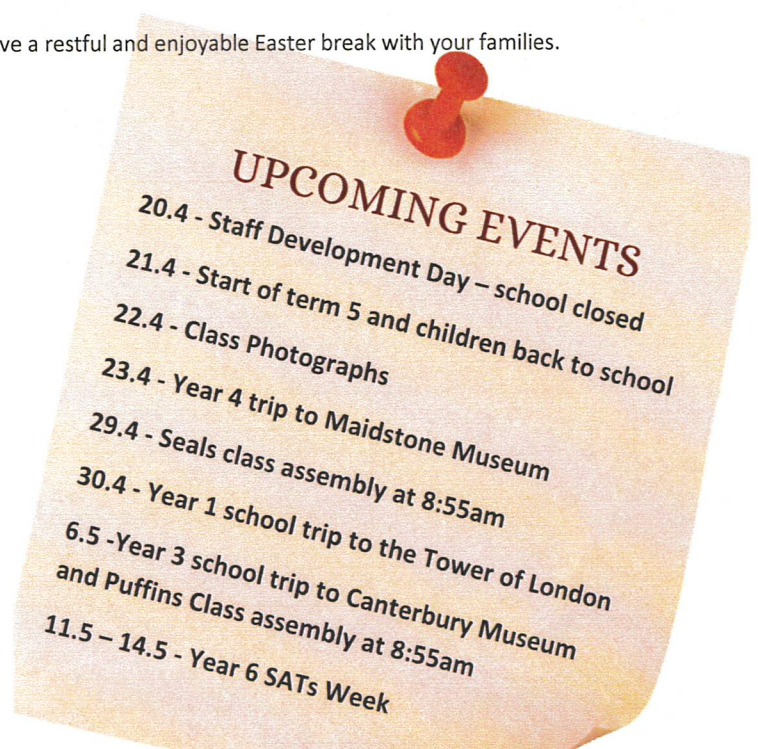 ve a restful and enjoyable Easter break with your families.
UPCOMING EVENTS
20.4 - Staff Development Day – school closed
21.4 - Start of term 5 and children back to school
22.4 - Class Photographs
23.4 - Year 4 trip to Maidstone Museum
29.4 - Seals class assembly at 8:55am
30.4 - Year 1 school trip to the Tower of London
6.5 -Year 3 school trip to Canterbury Museum
and Puffins Class assembly at 8:55am
11.5 – 14.5 - Year 6 SATs Week